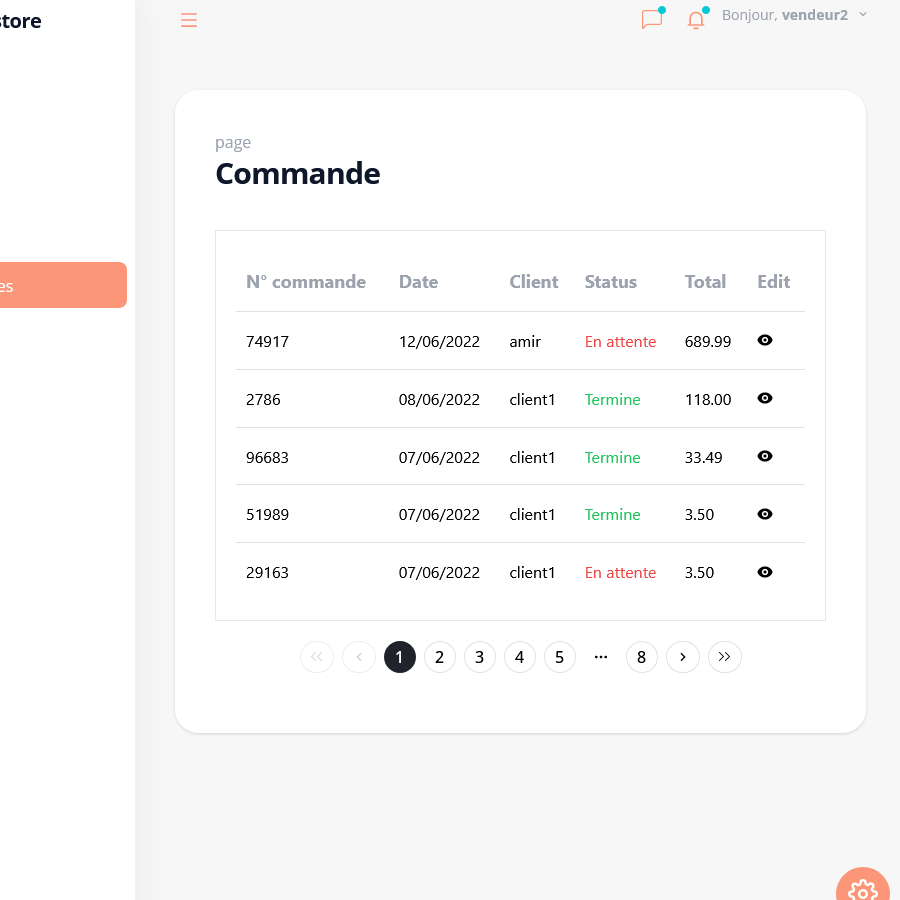 store
Bonjour, vendeur2
es
page
Commande
N° commande Date Client Status Total Edit
74917 12/06/2022 amir En attente 689.99
2786 08/06/2022 client1 Termine 118.00
96683 07/06/2022 client1 Termine 33.49
51989 07/06/2022 client1 Termine 3.50
29163 07/06/2022 client1 En attente 3.50
1 2 3 4 5 ... 8